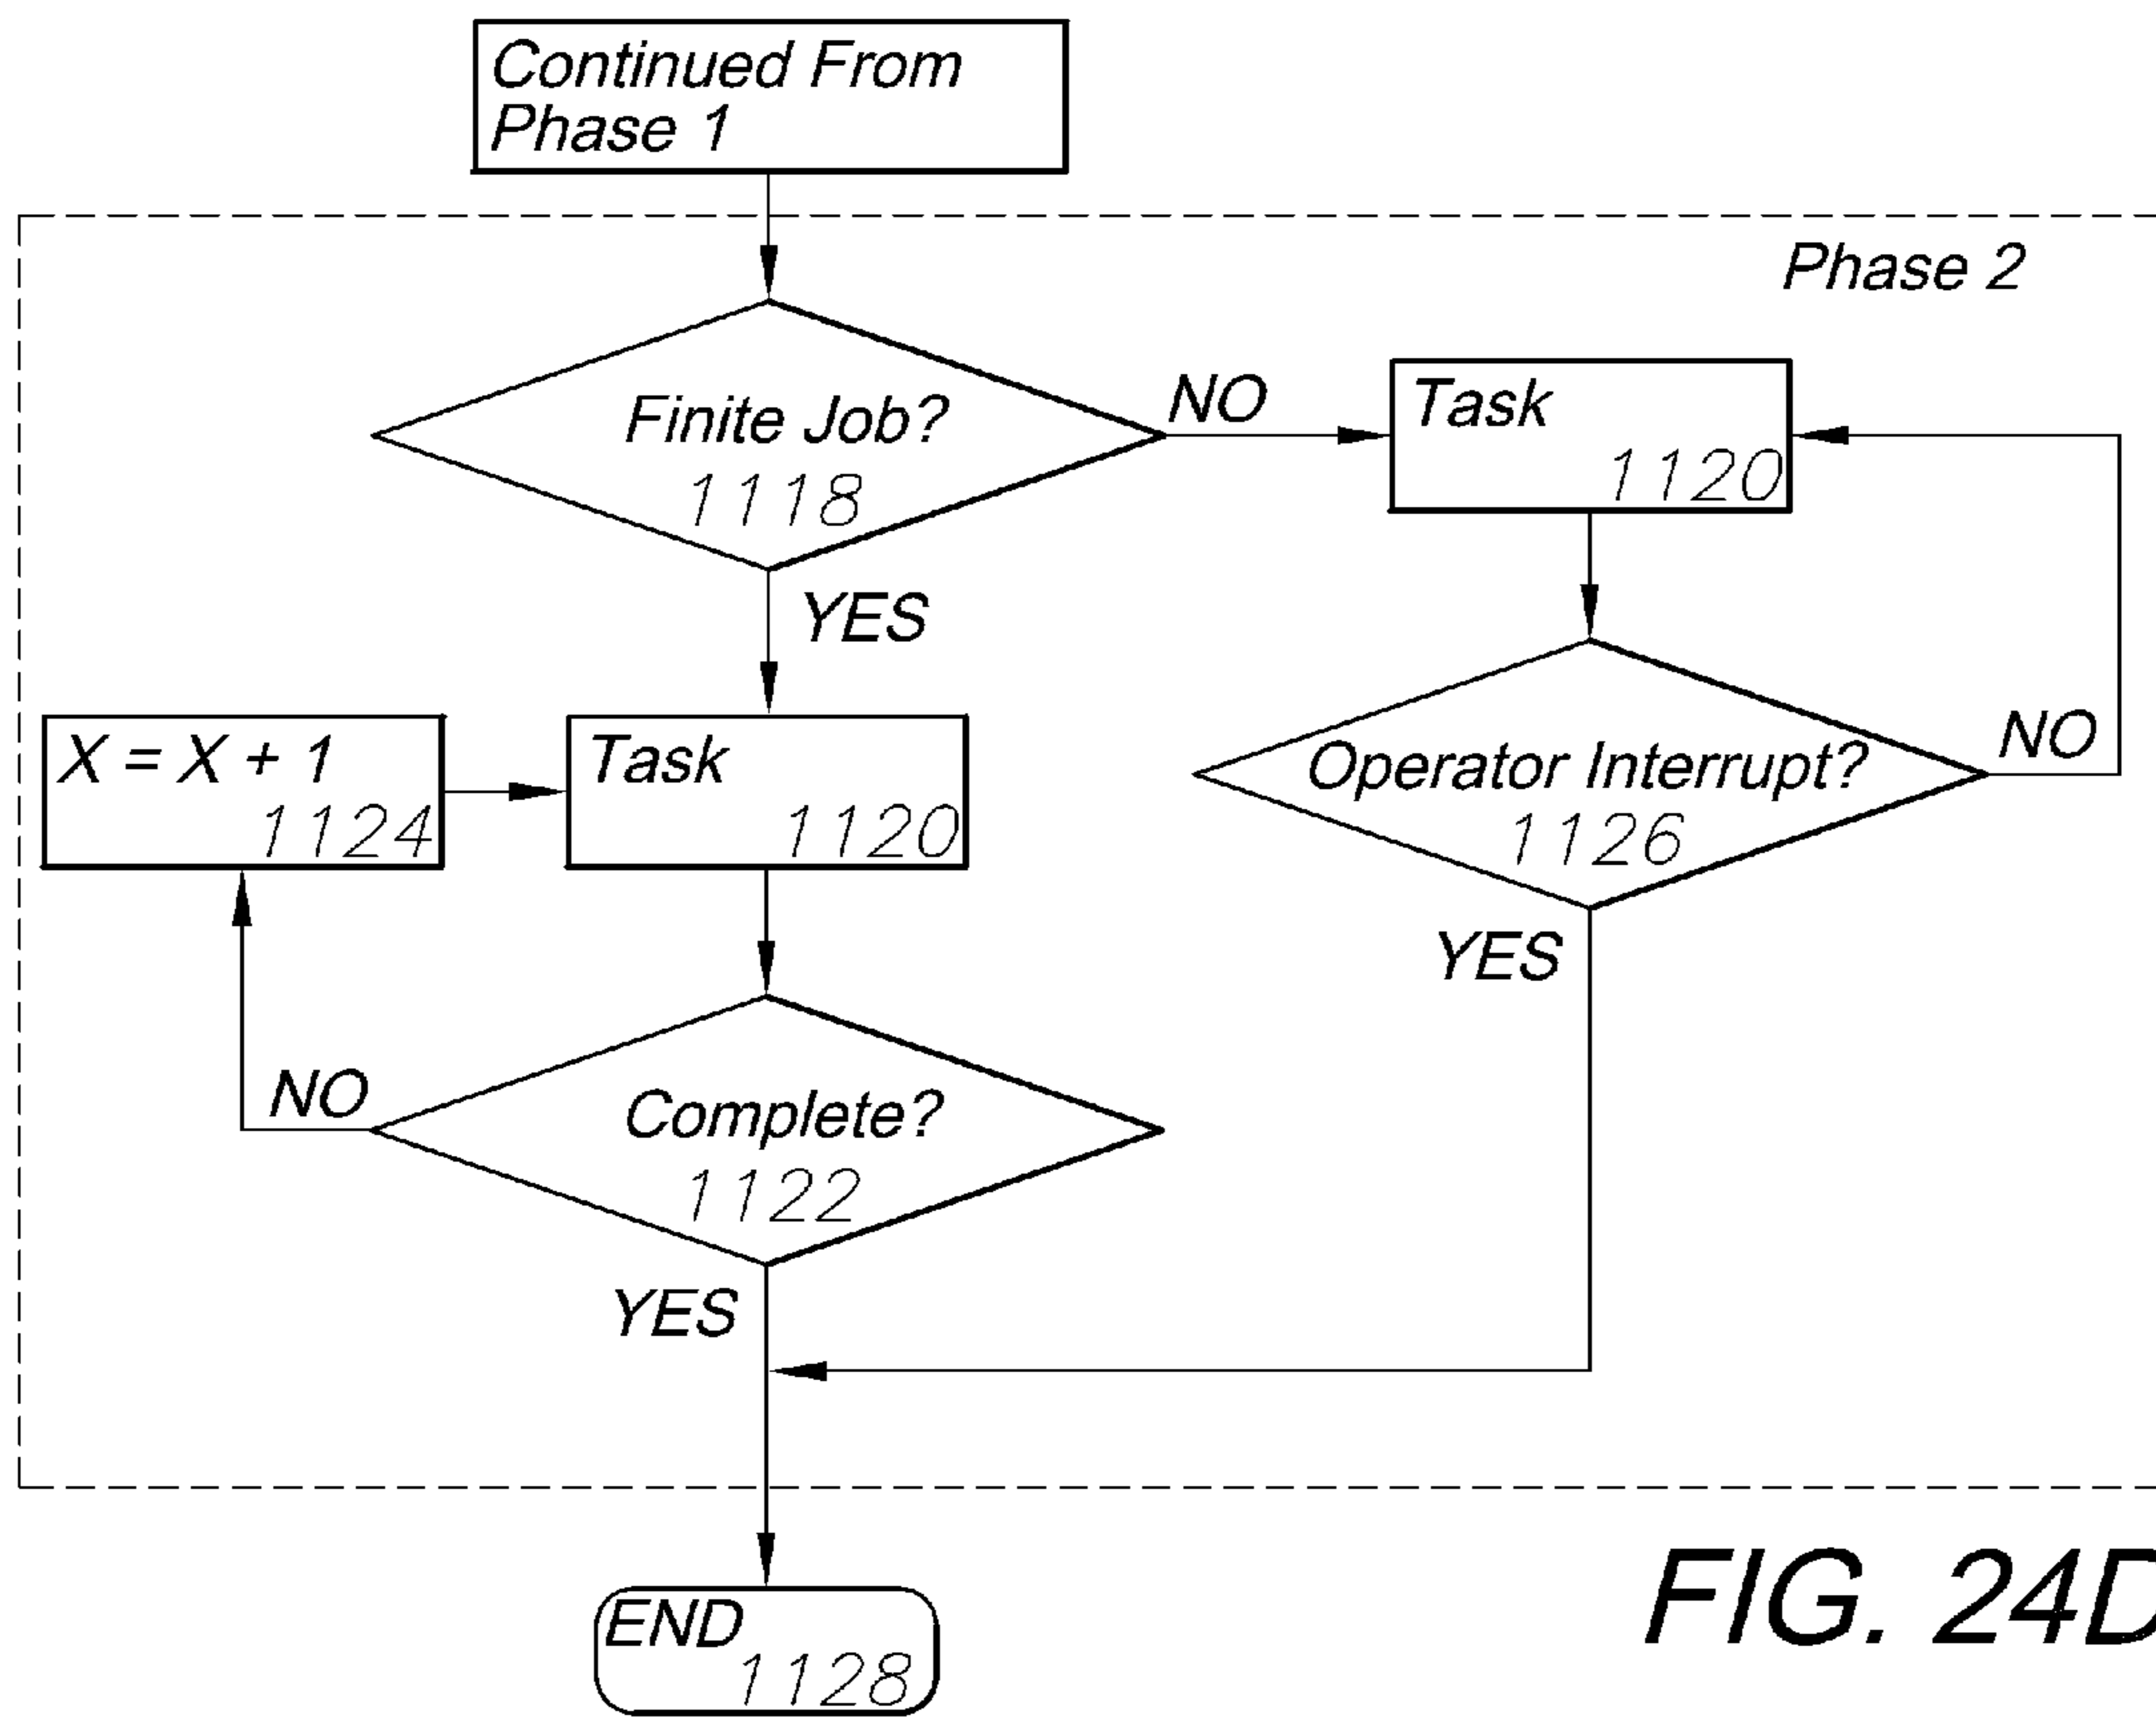 Continued From
Phase 1
Phase 2
Finite Job?
1118
NO
Task
1120
YES
X = X + 1
1124
Task
1120
Operator Interrupt?
1126
NO
YES
Complete?
1122
NO
YES
END
1128
FIG. 24D